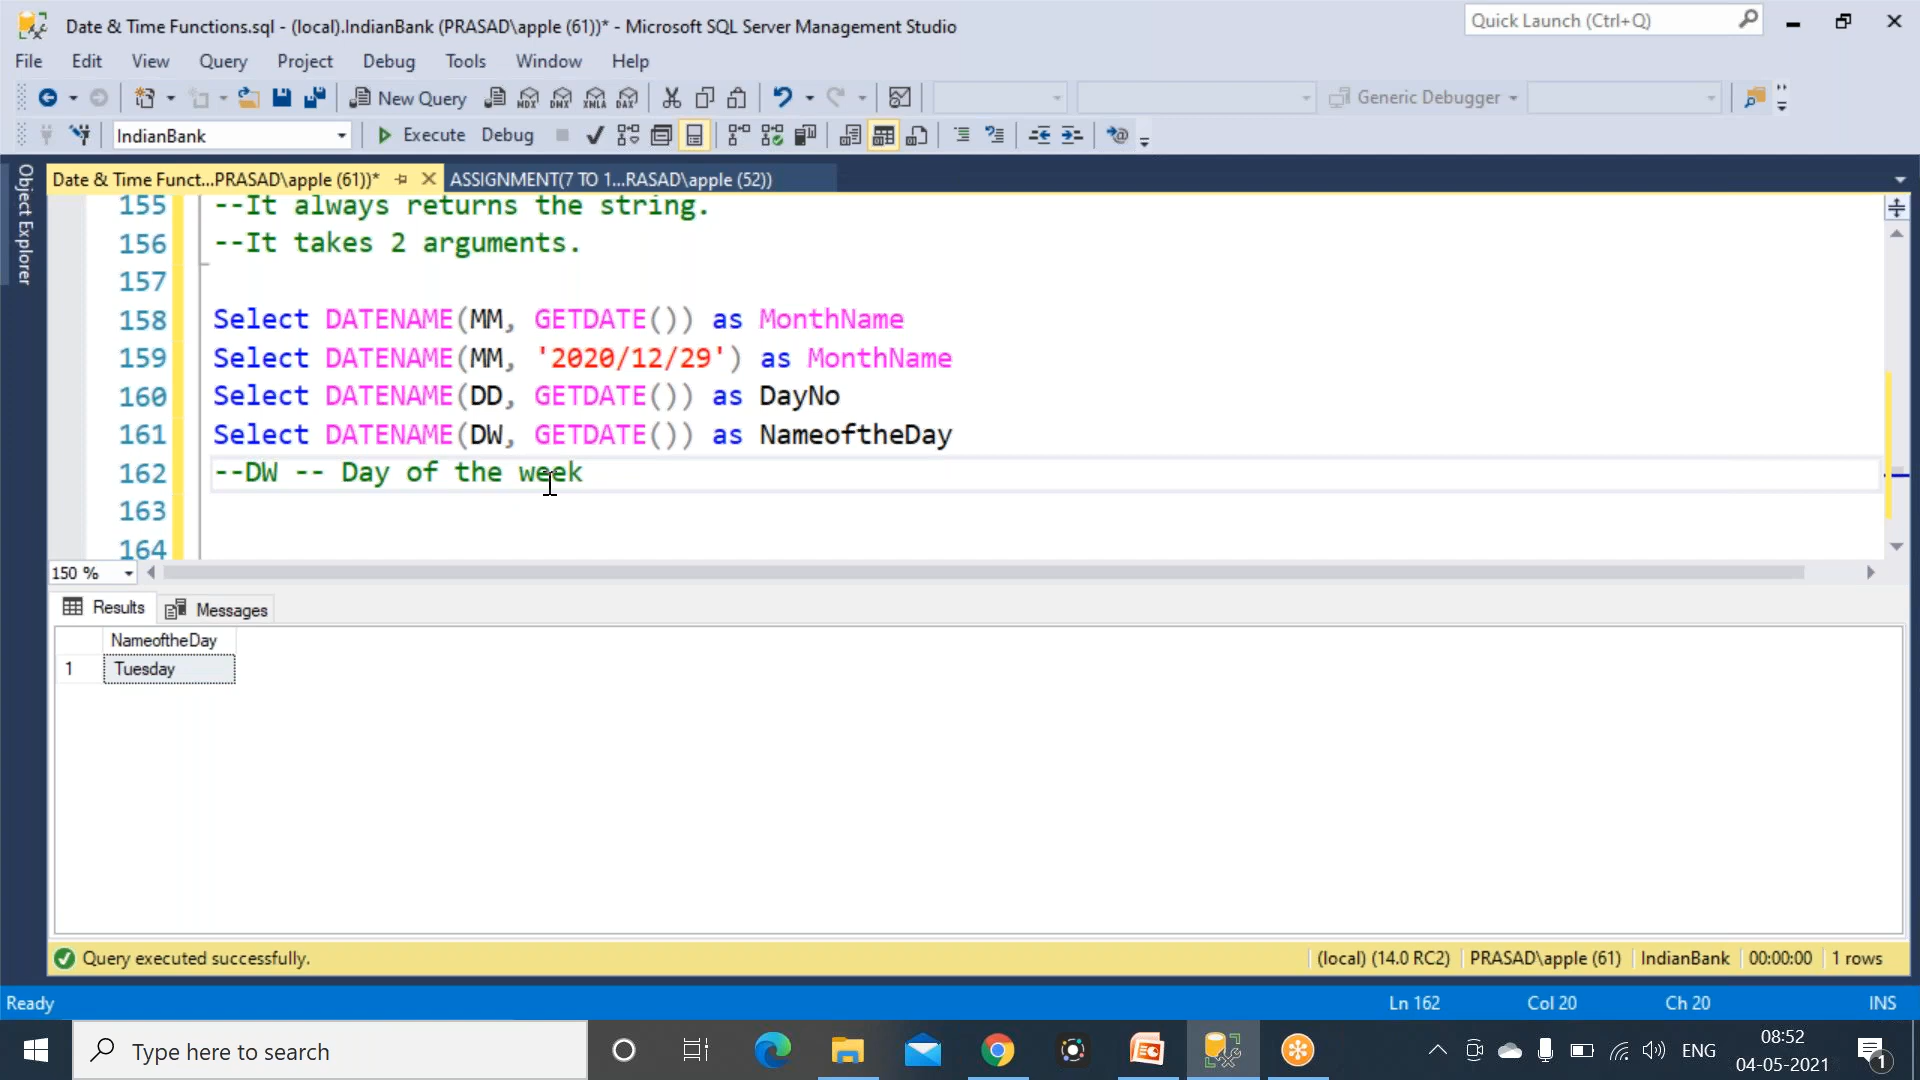 Date & Time Functions.sql - (local).IndianBank (PRASAD\apple (61))* - Microsoft SQL Server Management Studio
Quick Launch (Ctrl+Q)
File Edit View Query Project Debug Tools Window Help
New Query MDX DMX XMLA DAX Generic Debugger
IndianBank Execute Debug
Object Explorer
Date & Time Funct...PRASAD\apple (61))* ASSIGNMENT(7 TO 1...RASAD\apple (52))
155 --It always returns the string.
156 --It takes 2 arguments.
157
158 Select DATENAME(MM, GETDATE()) as MonthName
159 Select DATENAME(MM, '2020/12/29') as MonthName
160 Select DATENAME(DD, GETDATE()) as DayNo
161 Select DATENAME(DW, GETDATE()) as NameoftheDay
162 --DW -- Day of the week
163
164
150 %
Results Messages
NameoftheDay
1 Tuesday
Query executed successfully. (local) (14.0 RC2) PRASAD\apple (61) IndianBank 00:00:00 1 rows
Ready Ln 162 Col 20 Ch 20 INS
Type here to search
ENG
08:52
04-05-2021
1